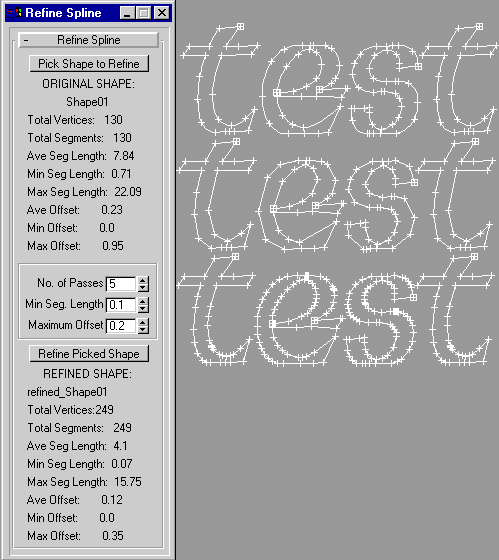 Refine Spline
- Refine Spline
Pick Shape to Refine
ORIGINAL SHAPE:
Shape01
Total Vertices: 130
Total Segments: 130
Ave Seg Length: 7.84
Min Seg Length: 0.71
Max Seg Length: 22.09
Ave Offset: 0.23
Min Offset: 0.0
Max Offset: 0.95
No. of Passes 5
Min Seg. Length 0.1
Maximum Offset 0.2
Refine Picked Shape
REFINED SHAPE:
refined_Shape01
Total Vertices:249
Total Segments: 249
Ave Seg Length: 4.1
Min Seg Length: 0.07
Max Seg Length: 15.75
Ave Offset: 0.12
Min Offset: 0.0
Max Offset: 0.35
test
test
test